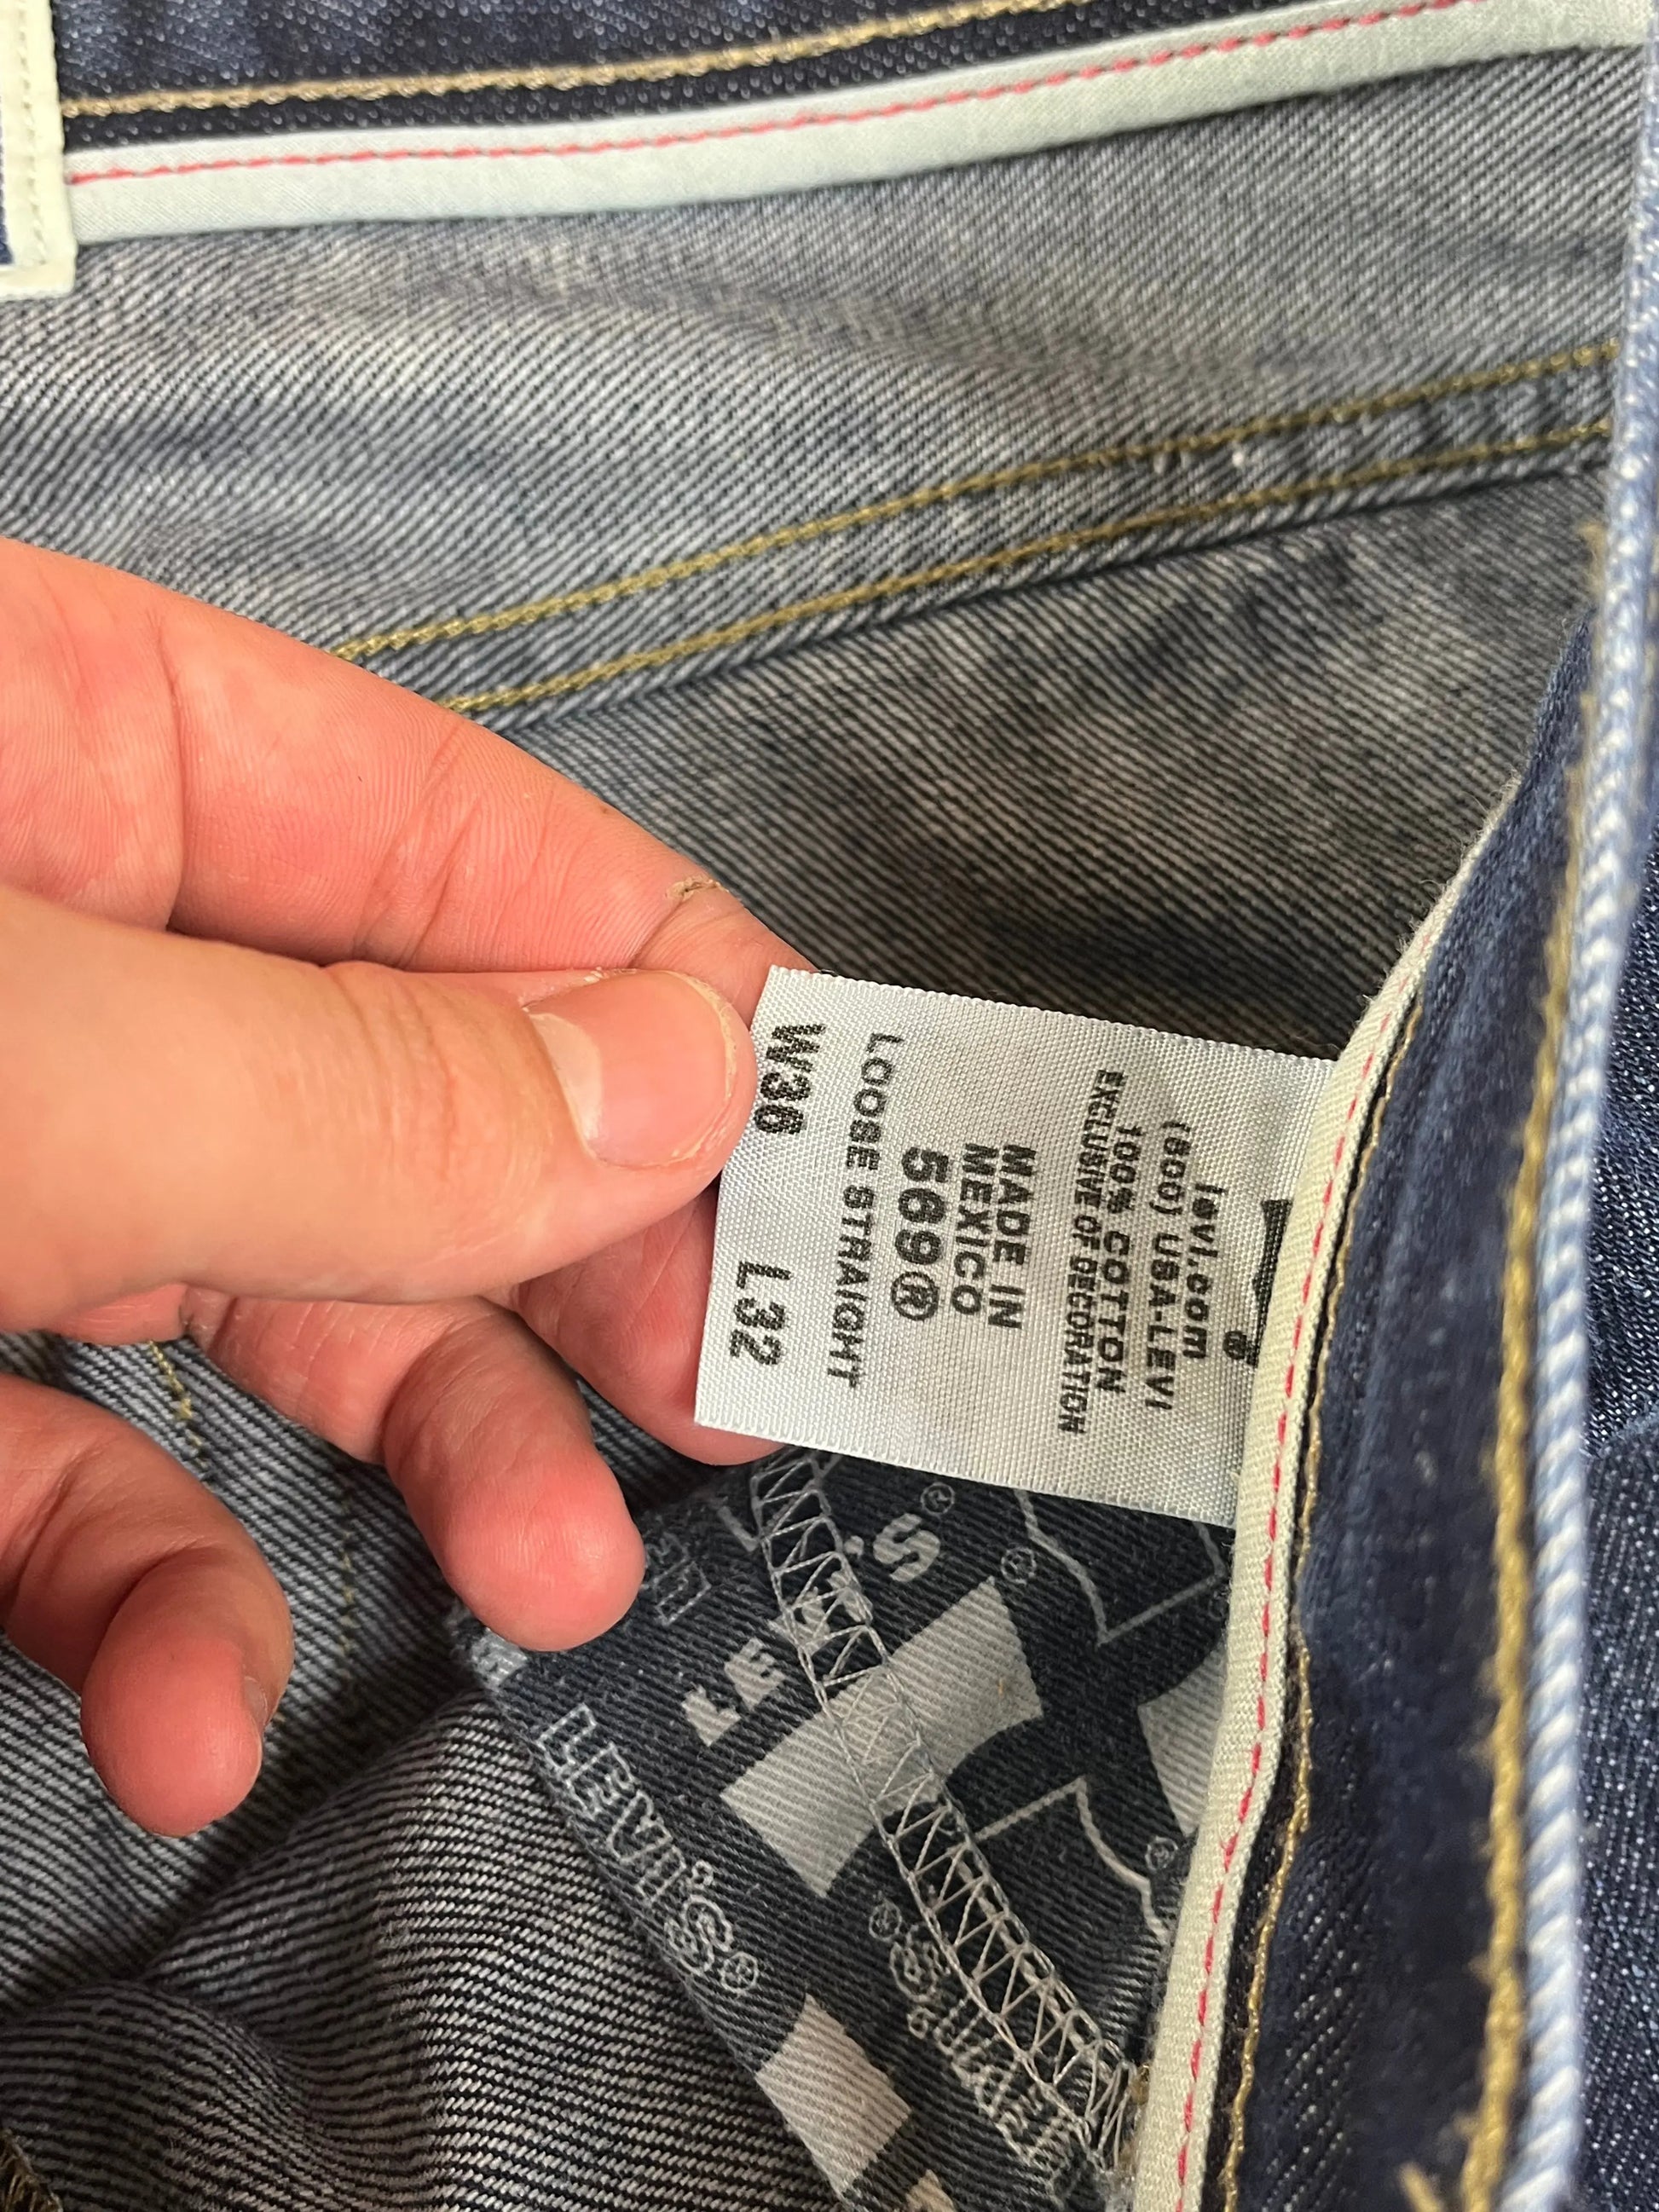 levi.com
(800) USA-LEVI
100% COTTON
EXCLUSIVE OF DECORATION
MADE IN
MEXICO
569®
LOOSE STRAIGHT
W36 L32
LEVI'S®
LEVI'S®